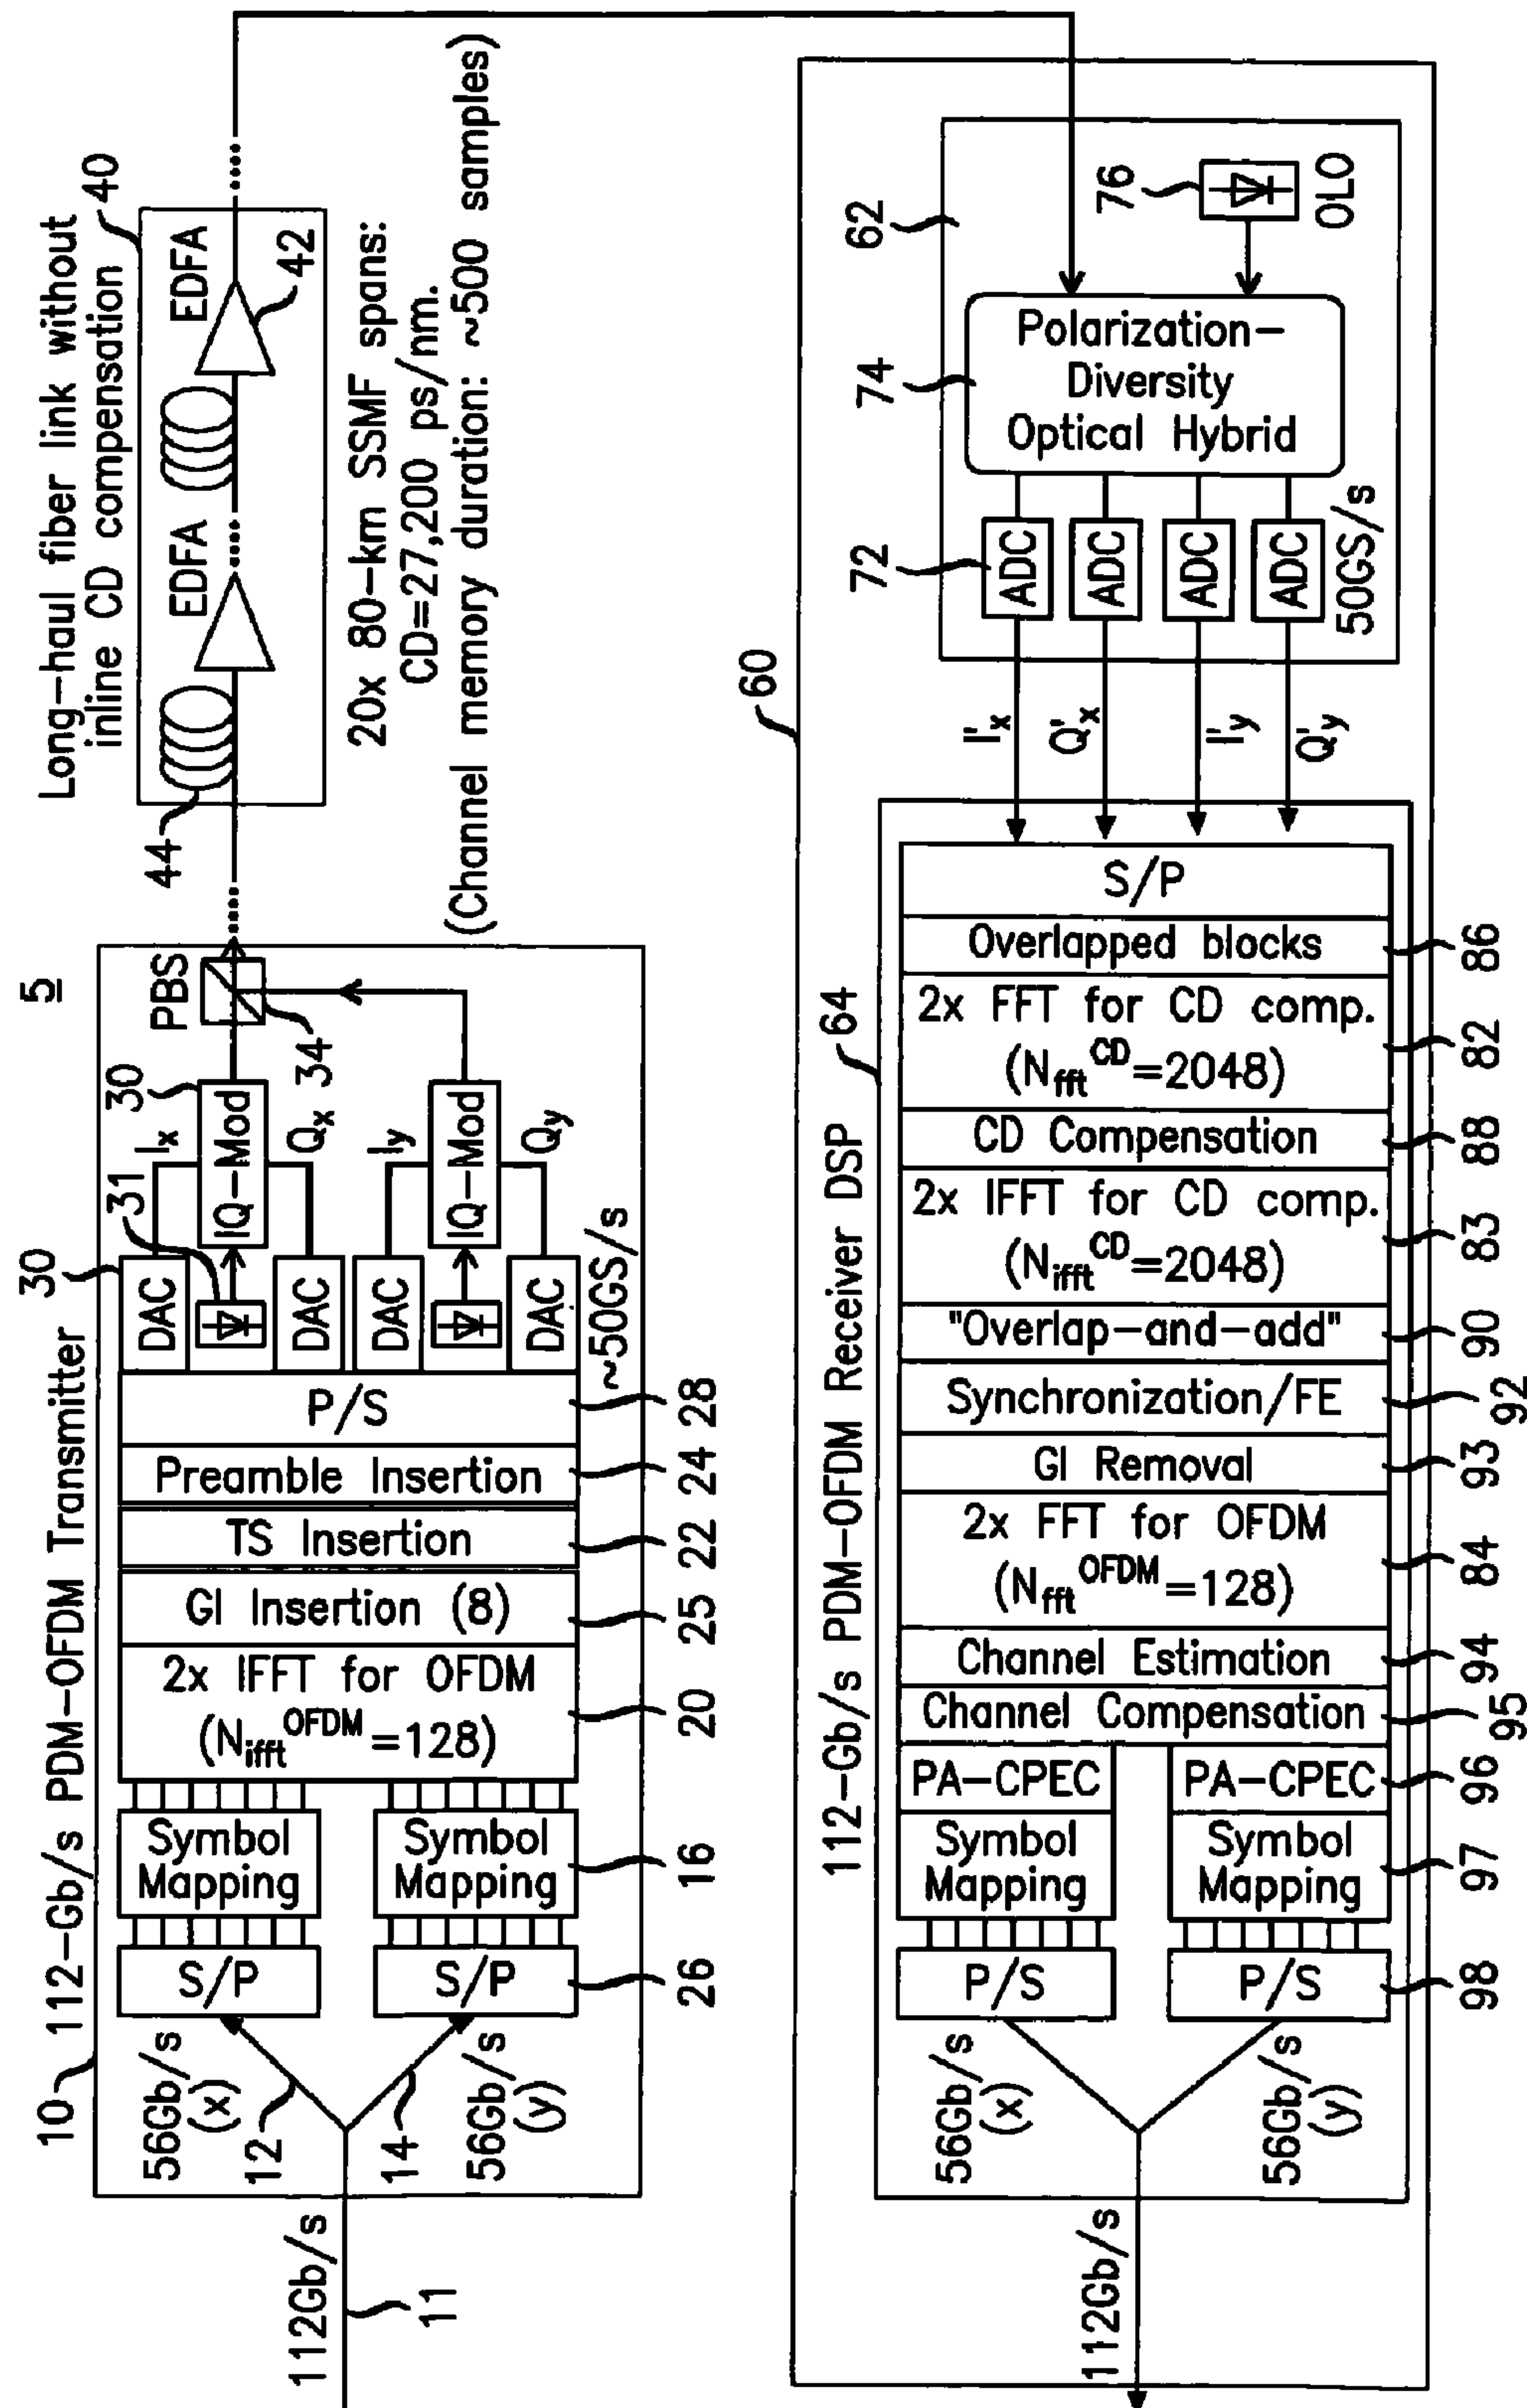 5
10
112-Gb/s PDM-OFDM Transmitter
112Gb/s
11
56Gb/s
(x)
12
14
56Gb/s
(y)
S/P
S/P
26
Symbol
Mapping
Symbol
Mapping
16
2x IFFT for OFDM
(Nifft^OFDM=128)
20
GI Insertion (8)
25
TS Insertion
22
Preamble Insertion
24
P/S
28
30
DAC
31
DAC
DAC
DAC
~50GS/s
30
Ix
IQ-Mod
Qx
Iy
IQ-Mod
Qy
PBS
34
Long-haul fiber link without
inline CD compensation
40
44
EDFA
EDFA
42
20x 80-km SSMF spans:
CD=27,200 ps/nm.
(Channel memory duration: ~500 samples)
60
62
76
OLO
74
Polarization-
Diversity
Optical Hybrid
72
ADC
ADC
ADC
ADC
50GS/s
I'x
Q'x
I'y
Q'y
64
112-Gb/s PDM-OFDM Receiver DSP
S/P
Overlapped blocks
86
2x FFT for CD comp.
(Nfft^CD=2048)
82
CD Compensation
88
2x IFFT for CD comp.
(Nifft^CD=2048)
83
"Overlap-and-add"
90
Synchronization/FE
92
GI Removal
93
2x FFT for OFDM
(Nfft^OFDM=128)
84
Channel Estimation
94
Channel Compensation
95
PA-CPEC
PA-CPEC
96
Symbol
Mapping
Symbol
Mapping
97
P/S
P/S
98
56Gb/s
(x)
56Gb/s
(y)
112Gb/s